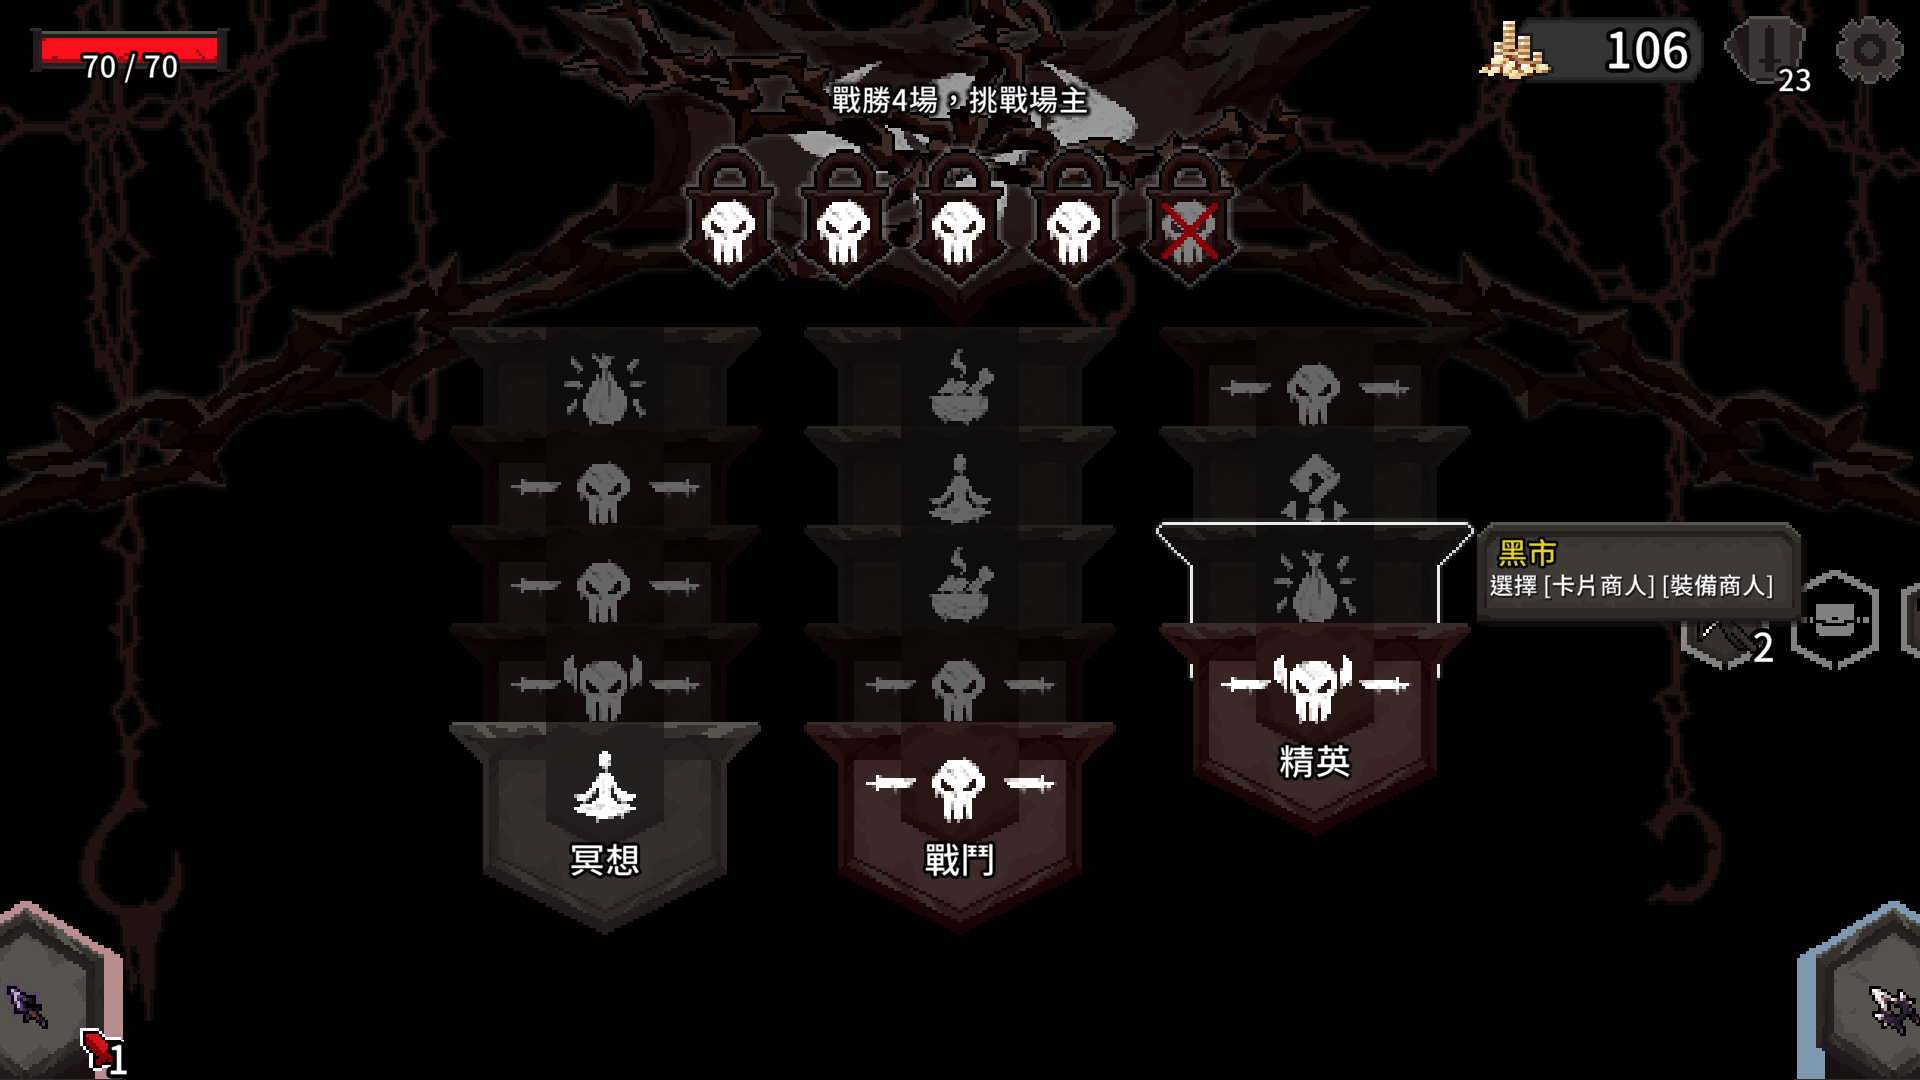 70 / 70
106
23
戰勝4場，挑戰場主
黑市
選擇 [卡片商人] [裝備商人]
2
精英
冥想
戰鬥
1